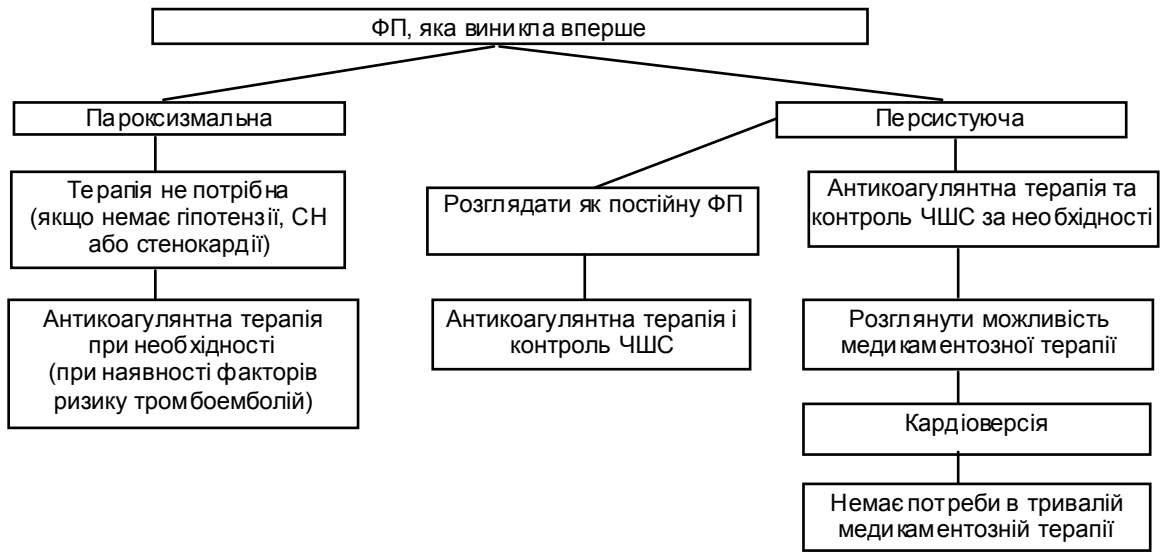 ФП, яка виникла вперше
Пароксизмальна
Персистуюча
Терапія не потрібна
(якщо немає гіпотензії, СН
або стенокардії)
Розглядати як постійну ФП
Антикоагулянтна терапія та
контроль ЧШС за необхідності
Антикоагулянтна терапія
при необхідності
(при наявності факторів
ризику тромбоемболій)
Антикоагулянтна терапія і
контроль ЧШС
Розглянути можливість
медикаментозної терапії
Кардіоверсія
Немає потреби в тривалій
медикаментозній терапії